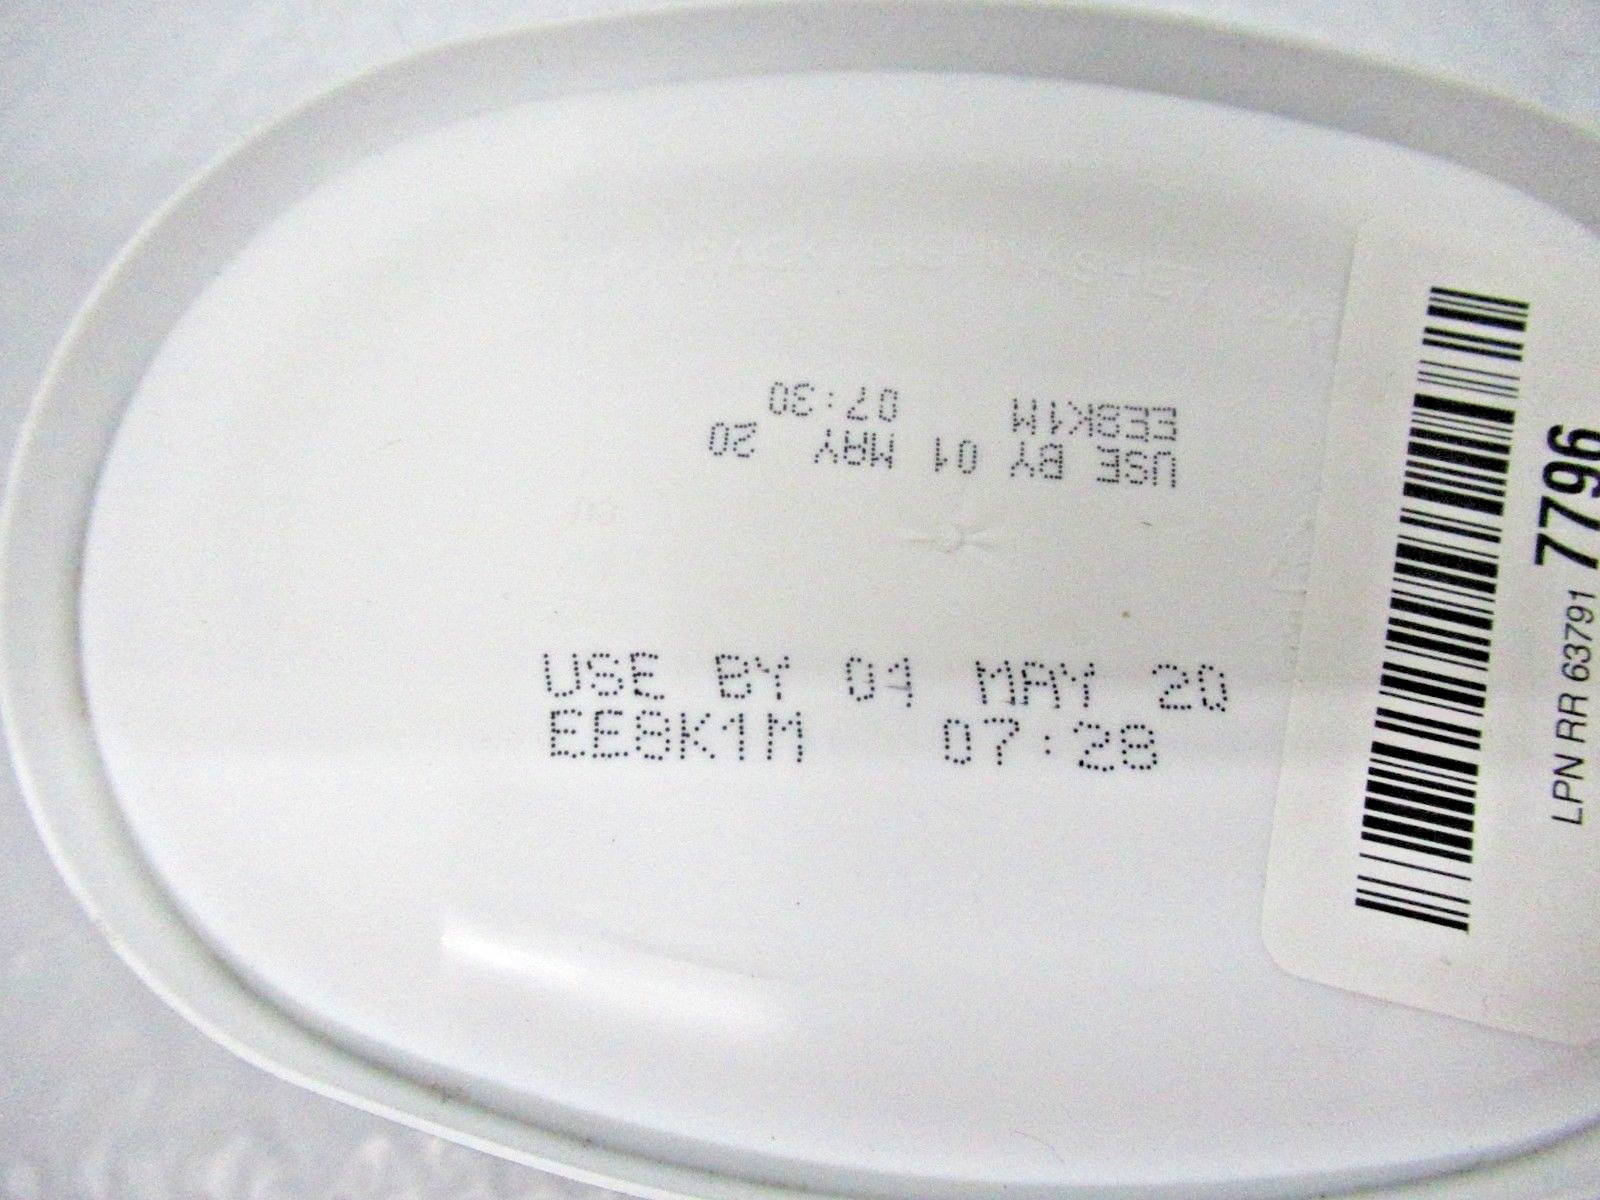 EE8K1M 07:30
USE BY 01 MAY 20
USE BY 01 MAY 20
EE8K1M 07:28
LPN RR 63791 7796